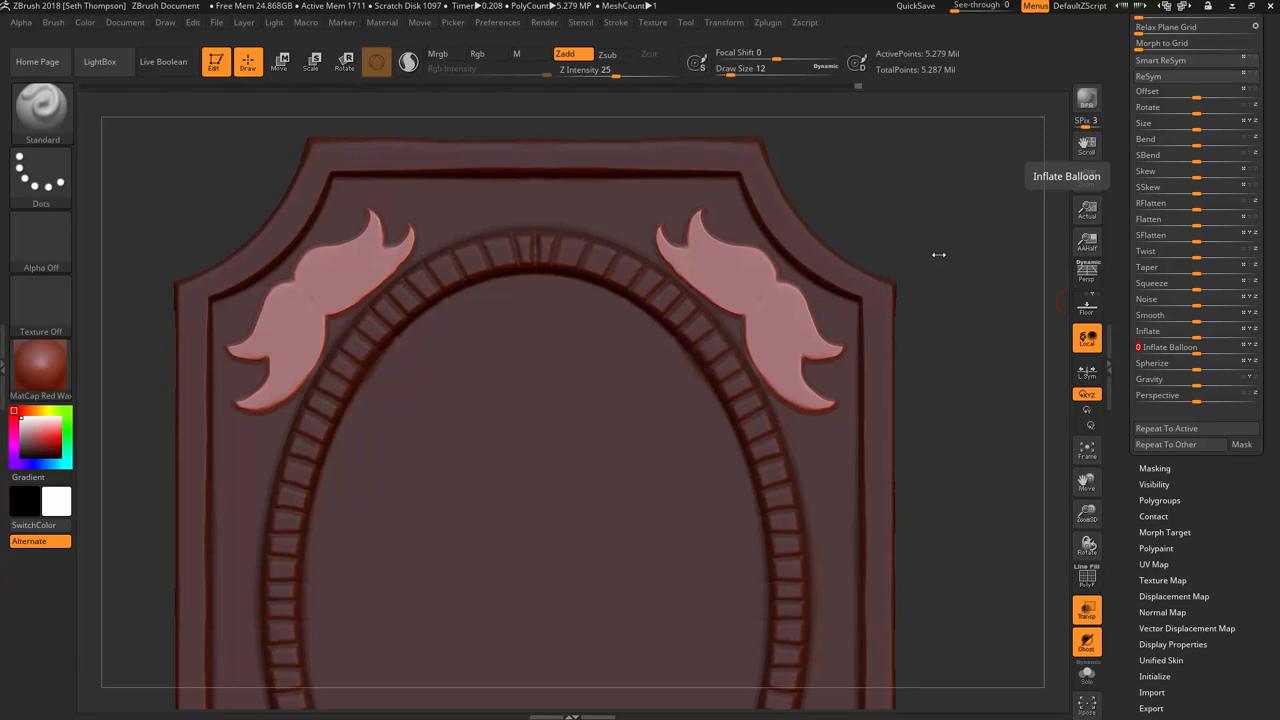 ZBrush 2018 [Seth Thompson] ZBrush Document • Free Mem 24.868GB • Active Mem 1711 • Scratch Disk 1097 • Timer▸0.208 • PolyCount▸5.279 MP • MeshCount▸1 QuickSave See-through 0 Menus DefaultZScript
Alpha Brush Color Document Draw Edit File Layer Light Macro Marker Material Movie Picker Preferences Render Stencil Stroke Texture Tool Transform Zplugin Zscript
Home Page LightBox Live Boolean Edit Draw Move Scale Rotate
Mrgb Rgb M Zadd Zsub Zcut
Rgb Intensity Z Intensity 25
Focal Shift 0
Draw Size 12 Dynamic
S D
ActivePoints: 5.279 Mil
TotalPoints: 5.287 Mil
Standard
Dots
Alpha Off
Texture Off
MatCap Red Wax
Gradient
SwitchColor
Alternate
Inflate Balloon
BPR
SPix 3
Scroll
Actual
AAHalf
Dynamic
Persp
Floor
Local
L.Sym
XYZ
Frame
Move
Zoom3D
Rotate
Line Fill
PolyF
Transp
Ghost
Dynamic
Solo
Xpose
Relax Plane Grid
Morph to Grid
Smart ReSym
ReSym
Offset
Rotate
Size
Bend
SBend
Skew
SSkew
RFlatten
Flatten
SFlatten
Twist
Taper
Squeeze
Noise
Smooth
Inflate
0 Inflate Balloon
Spherize
Gravity
Perspective
Repeat To Active
Repeat To Other Mask
Masking
Visibility
Polygroups
Contact
Morph Target
Polypaint
UV Map
Texture Map
Displacement Map
Normal Map
Vector Displacement Map
Display Properties
Unified Skin
Initialize
Import
Export